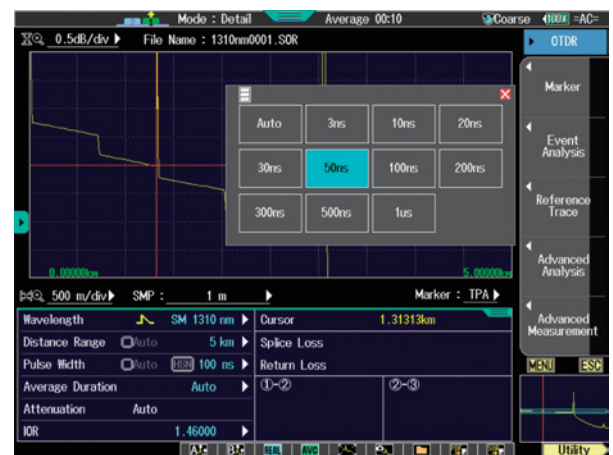 Mode : Detail Average 00:10 Coarse 100% =AC=
0.5dB/div File Name : 1310nm0001.SOR OTDR
Marker
Auto 3ns 10ns 20ns
Event
Analysis
30ns 50ns 100ns 200ns
Reference
Trace
300ns 500ns 1us
Advanced
Analysis
0.00000km 5.00000km
500 m/div SMP : 1 m Marker : TPA
Advanced
Measurement
Wavelength SM 1310 nm Cursor 1.31313km
Distance Range Auto 5 km Splice Loss
Pulse Width Auto HSN 100 ns Return Loss
MENU ESC
Average Duration Auto ①-② ②-③
Attenuation Auto
IOR 1.46000
REAL AVG Utility